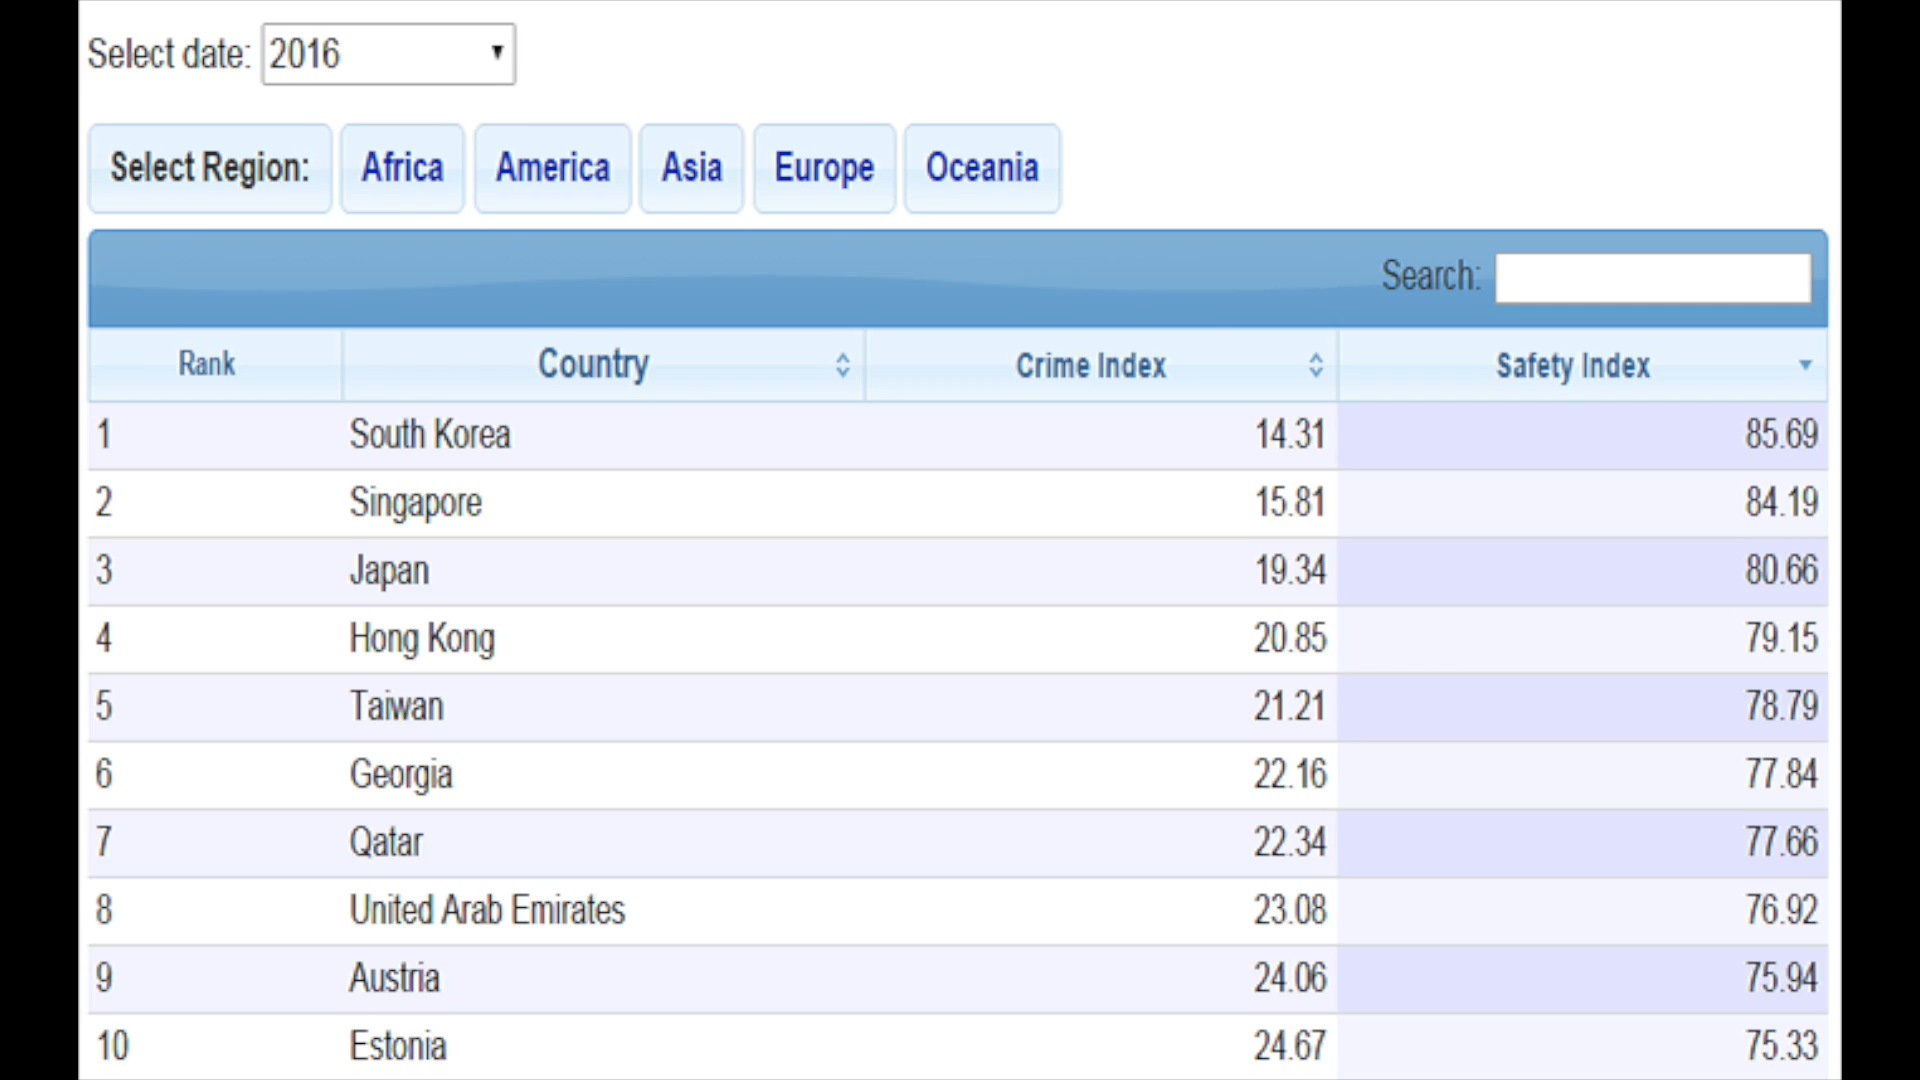 Select date: 2016
Select Region: Africa America Asia Europe Oceania
Search:
Rank Country Crime Index Safety Index
1 South Korea 14.31 85.69
2 Singapore 15.81 84.19
3 Japan 19.34 80.66
4 Hong Kong 20.85 79.15
5 Taiwan 21.21 78.79
6 Georgia 22.16 77.84
7 Qatar 22.34 77.66
8 United Arab Emirates 23.08 76.92
9 Austria 24.06 75.94
10 Estonia 24.67 75.33